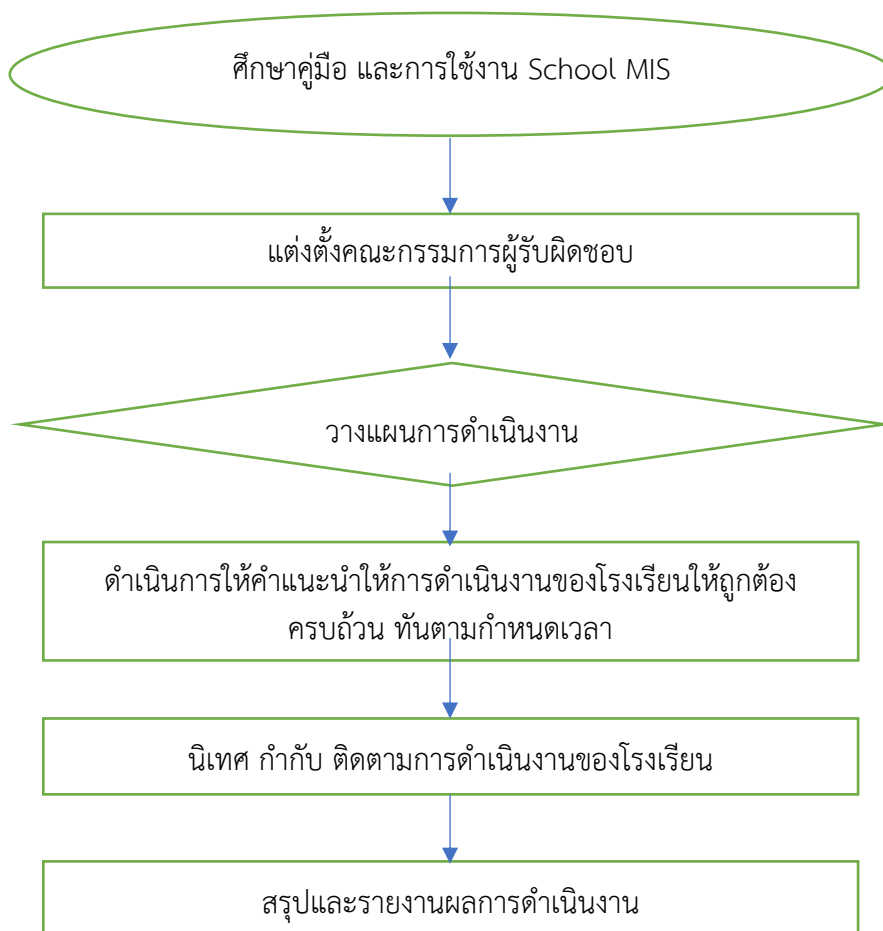 ศึกษาคู่มือ และการใช้งาน School MIS
แต่งตั้งคณะกรรมการผู้รับผิดชอบ
วางแผนการดำเนินงาน
ดำเนินการให้คำแนะนำให้การดำเนินงานของโรงเรียนให้ถูกต้อง
ครบถ้วน ทันตามกำหนดเวลา
นิเทศ กำกับ ติดตามการดำเนินงานของโรงเรียน
สรุปและรายงานผลการดำเนินงาน